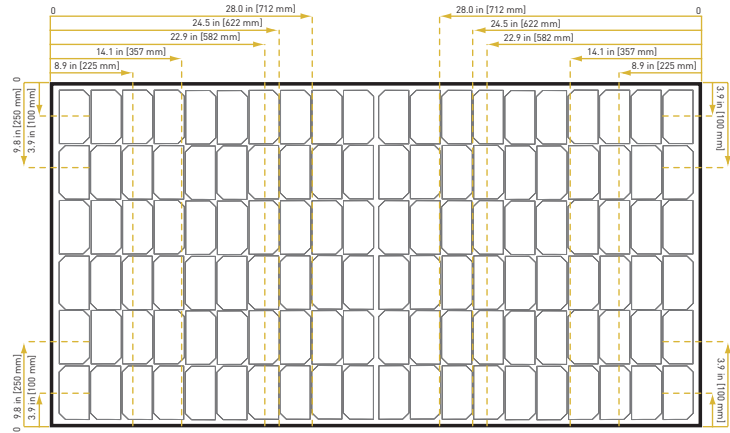 0
28.0 in [712 mm]
28.0 in [712 mm]
0
24.5 in [622 mm]
24.5 in [622 mm]
22.9 in [582 mm]
22.9 in [582 mm]
14.1 in [357 mm]
14.1 in [357 mm]
8.9 in [225 mm]
8.9 in [225 mm]
0
9.8 in [250 mm]
3.9 in [100 mm]
3.9 in [100 mm]
0
9.8 in [250 mm]
3.9 in [100 mm]
3.9 in [100 mm]